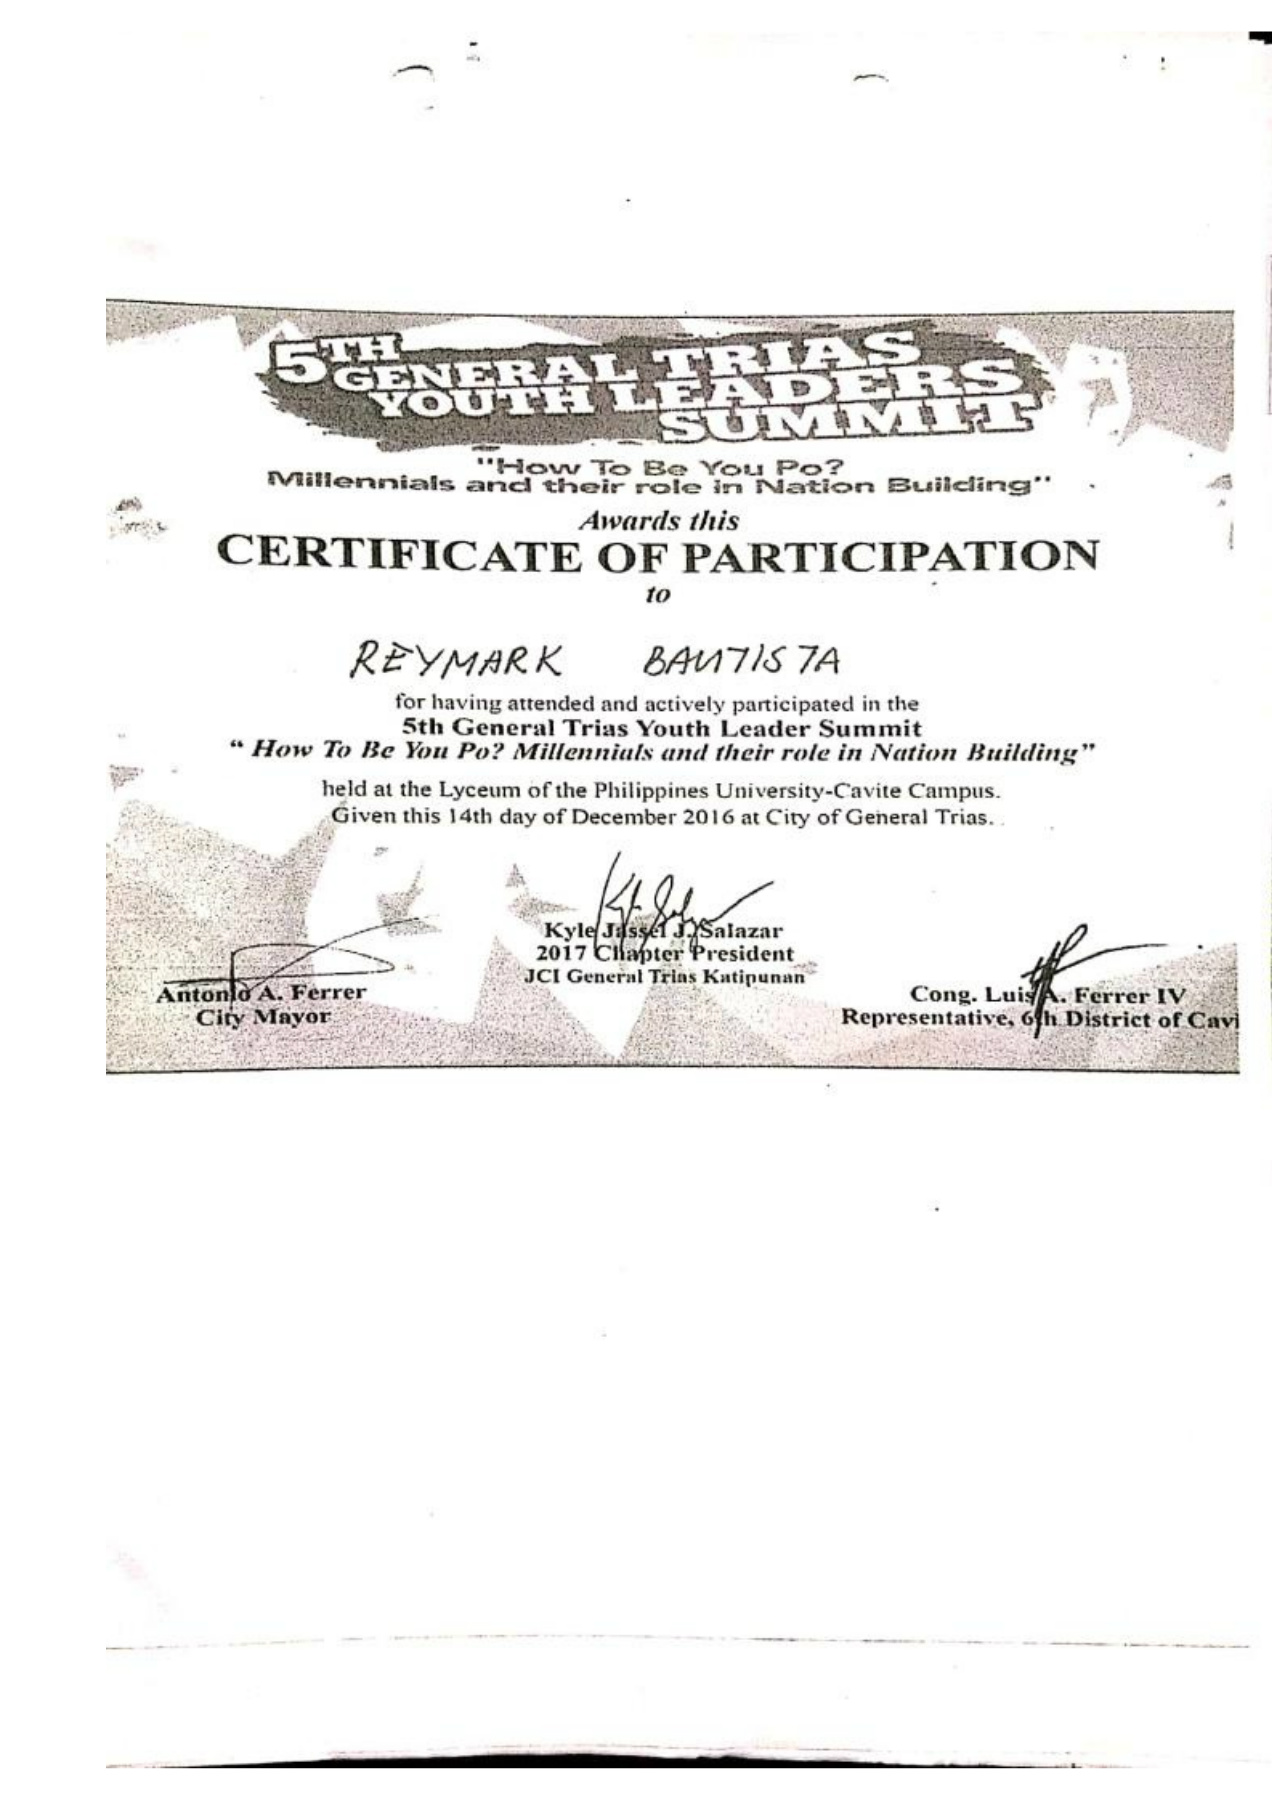 5TH
GENERAL TRIAS
YOUTH LEADERS
SUMMIT
"How To Be You Po?
Millennials and their role in Nation Building"
Awards this
CERTIFICATE OF PARTICIPATION
to
REYMARK BAUTISTA
for having attended and actively participated in the
5th General Trias Youth Leader Summit
“ How To Be You Po? Millennials and their role in Nation Building”
held at the Lyceum of the Philippines University-Cavite Campus.
Given this 14th day of December 2016 at City of General Trias.
Kyle Jassel J. Salazar
2017 Chapter President
JCI General Trias Katipunan
Antonio A. Ferrer
City Mayor
Cong. Luis A. Ferrer IV
Representative, 6th District of Cavi